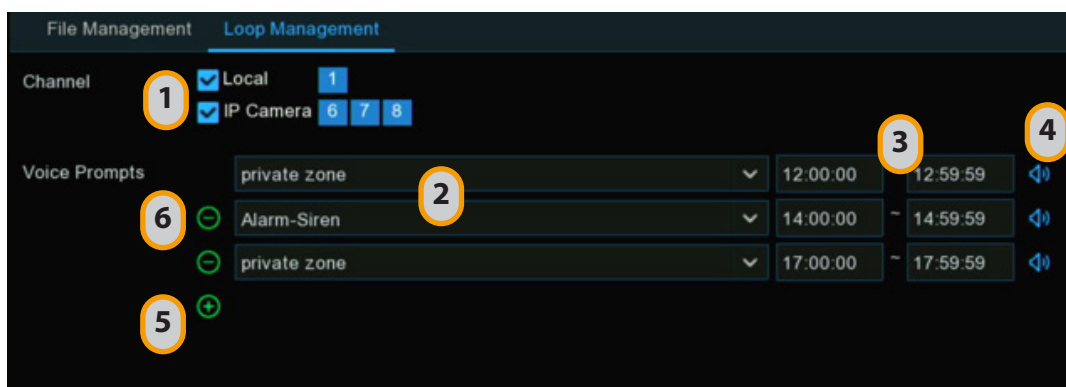 File Management Loop Management
Channel Local 1
1
IP Camera 6 7 8
3 4
Voice Prompts private zone 12:00:00 12:59:59
2
6 Alarm-Siren 14:00:00 ~ 14:59:59
private zone 17:00:00 ~ 17:59:59
5